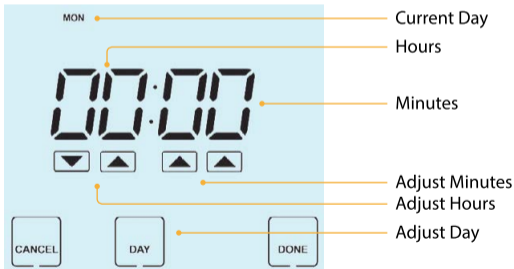 MON
Current Day
Hours
00:00
Minutes
Adjust Minutes
Adjust Hours
Adjust Day
CANCEL
DAY
DONE